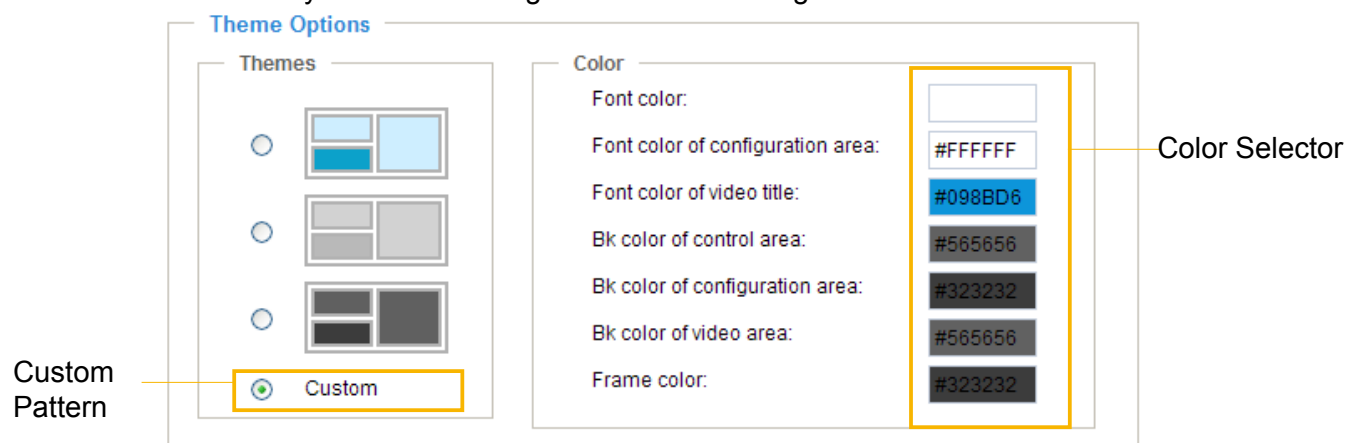 Theme Options
Themes
Custom
Color
Font color:
Font color of configuration area: #FFFFFF
Font color of video title: #098BD6
Bk color of control area: #565656
Bk color of configuration area: #323232
Bk color of video area: #565656
Frame color: #323232
Color Selector
Custom
Pattern